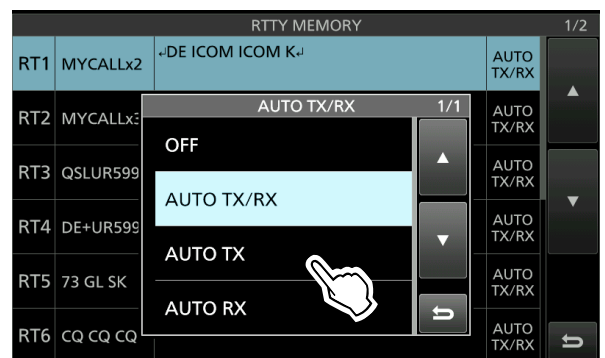 RTTY MEMORY 1/2
RT1 MYCALLx2 ↲DE ICOM ICOM K↲ AUTO TX/RX
RT2 MYCALLx AUTO TX/RX
RT3 QSLUR599 AUTO TX/RX
RT4 DE+UR599 AUTO TX/RX
RT5 73 GL SK AUTO TX/RX
RT6 CQ CQ CQ AUTO TX/RX
AUTO TX/RX 1/1
OFF
AUTO TX/RX
AUTO TX
AUTO RX